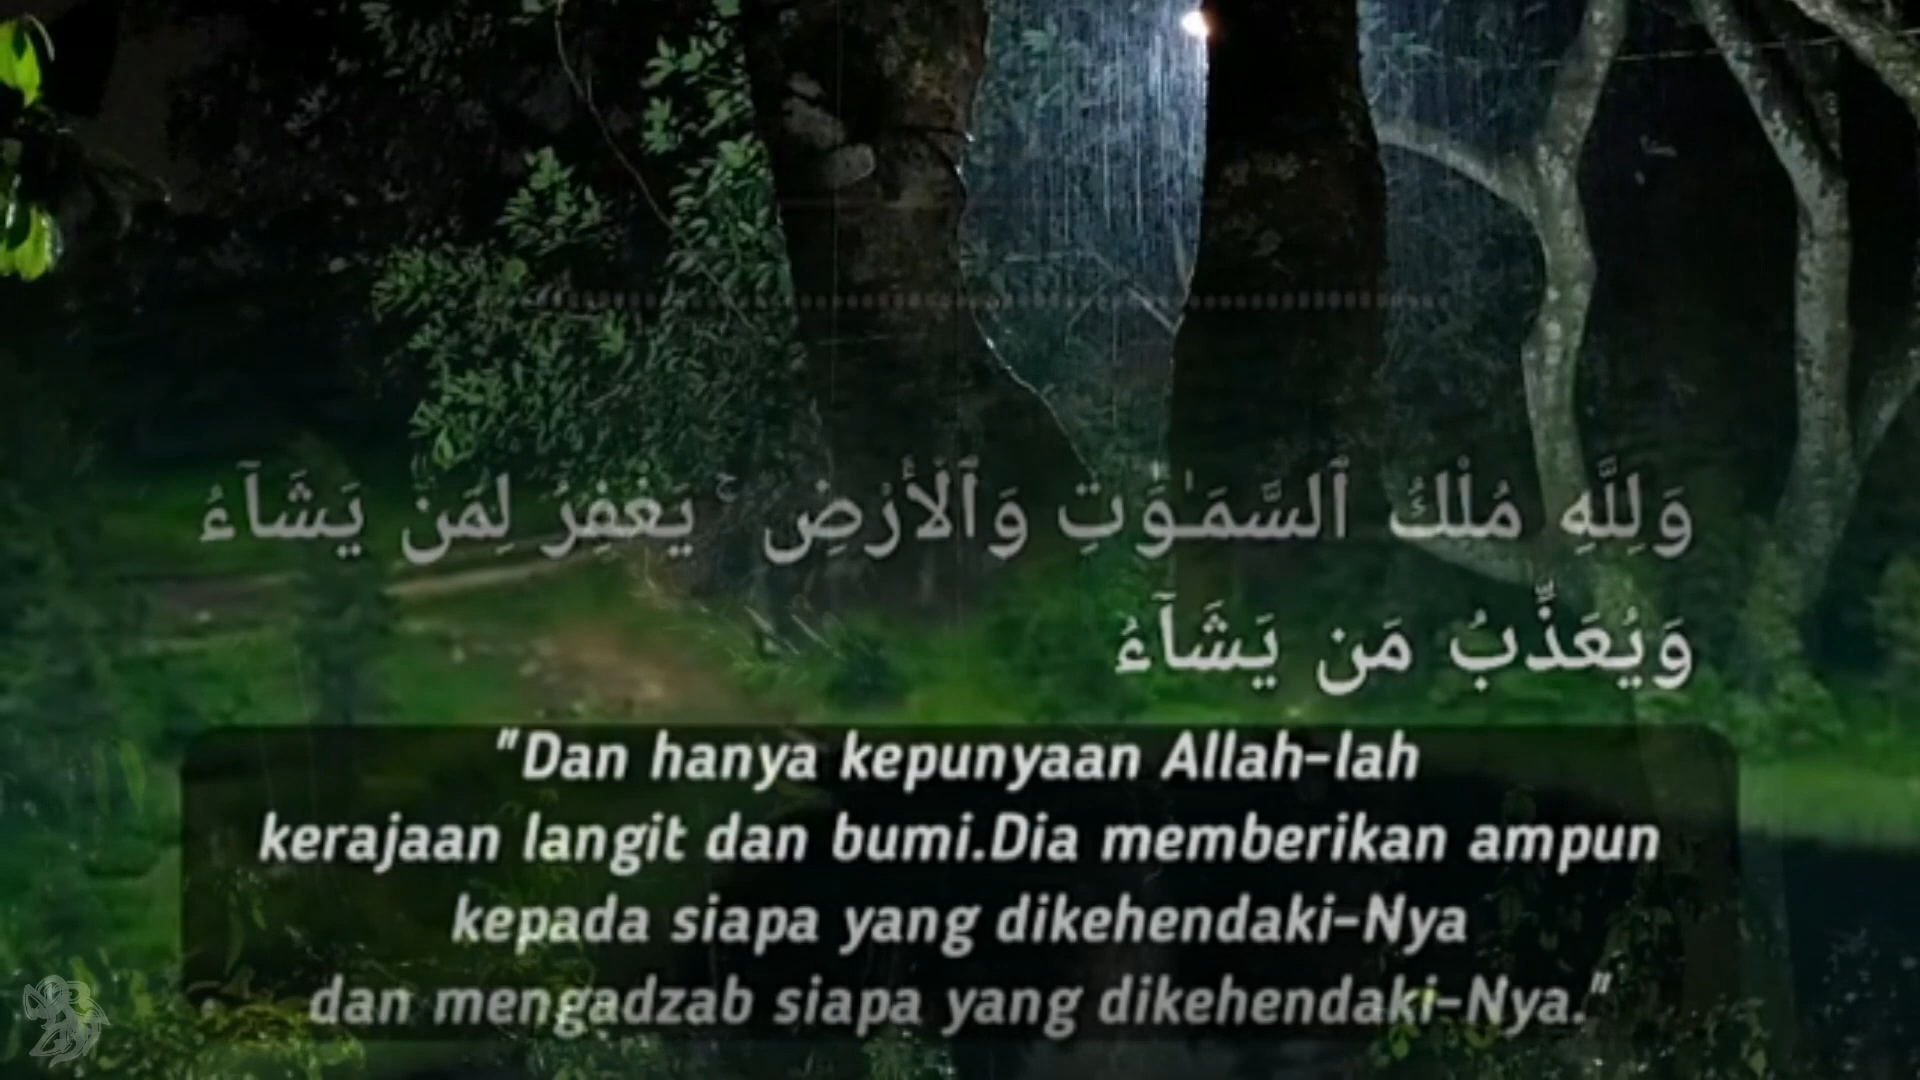 وَلِلَّهِ مُلْكُ ٱلسَّمَـٰوَٰتِ وَٱلْأَرْضِ ۚ يَغْفِرُ لِمَن يَشَآءُ
وَيُعَذِّبُ مَن يَشَآءُ
"Dan hanya kepunyaan Allah-lah
kerajaan langit dan bumi.Dia memberikan ampun
kepada siapa yang dikehendaki-Nya
dan mengadzab siapa yang dikehendaki-Nya."